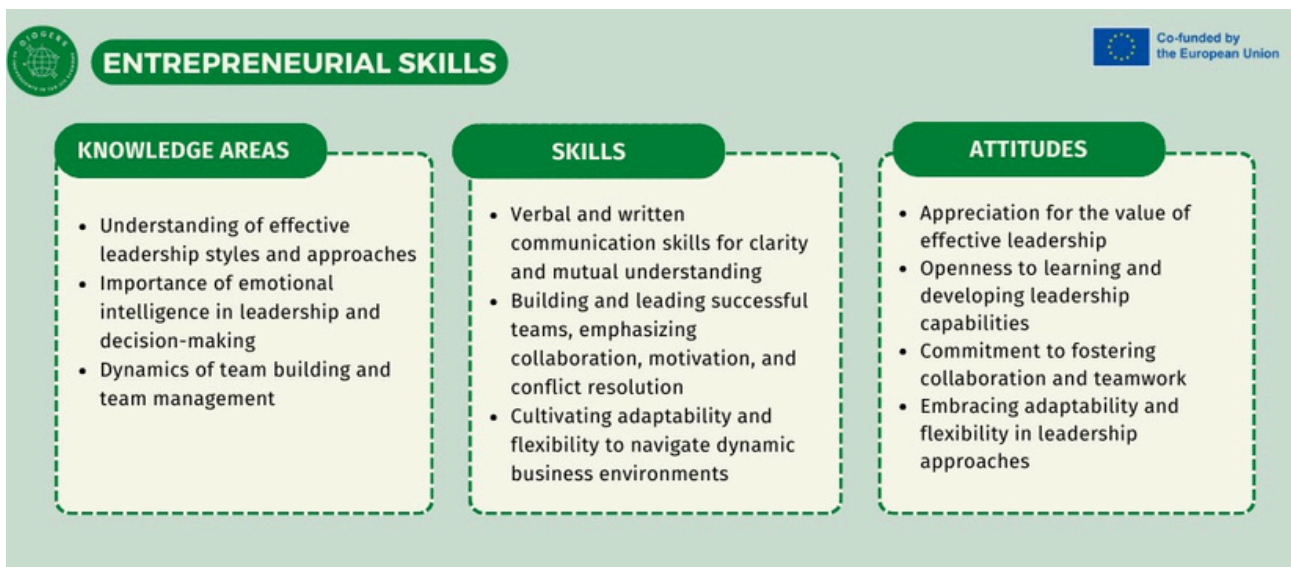 DIOGENE
ENTREPRENEURIAL SKILLS
Co-funded by
the European Union
KNOWLEDGE AREAS
• Understanding of effective
leadership styles and approaches
• Importance of emotional
intelligence in leadership and
decision-making
• Dynamics of team building and
team management
SKILLS
• Verbal and written
communication skills for clarity
and mutual understanding
• Building and leading successful
teams, emphasizing
collaboration, motivation, and
conflict resolution
• Cultivating adaptability and
flexibility to navigate dynamic
business environments
ATTITUDES
• Appreciation for the value of
effective leadership
• Openness to learning and
developing leadership
capabilities
• Commitment to fostering
collaboration and teamwork
• Embracing adaptability and
flexibility in leadership
approaches